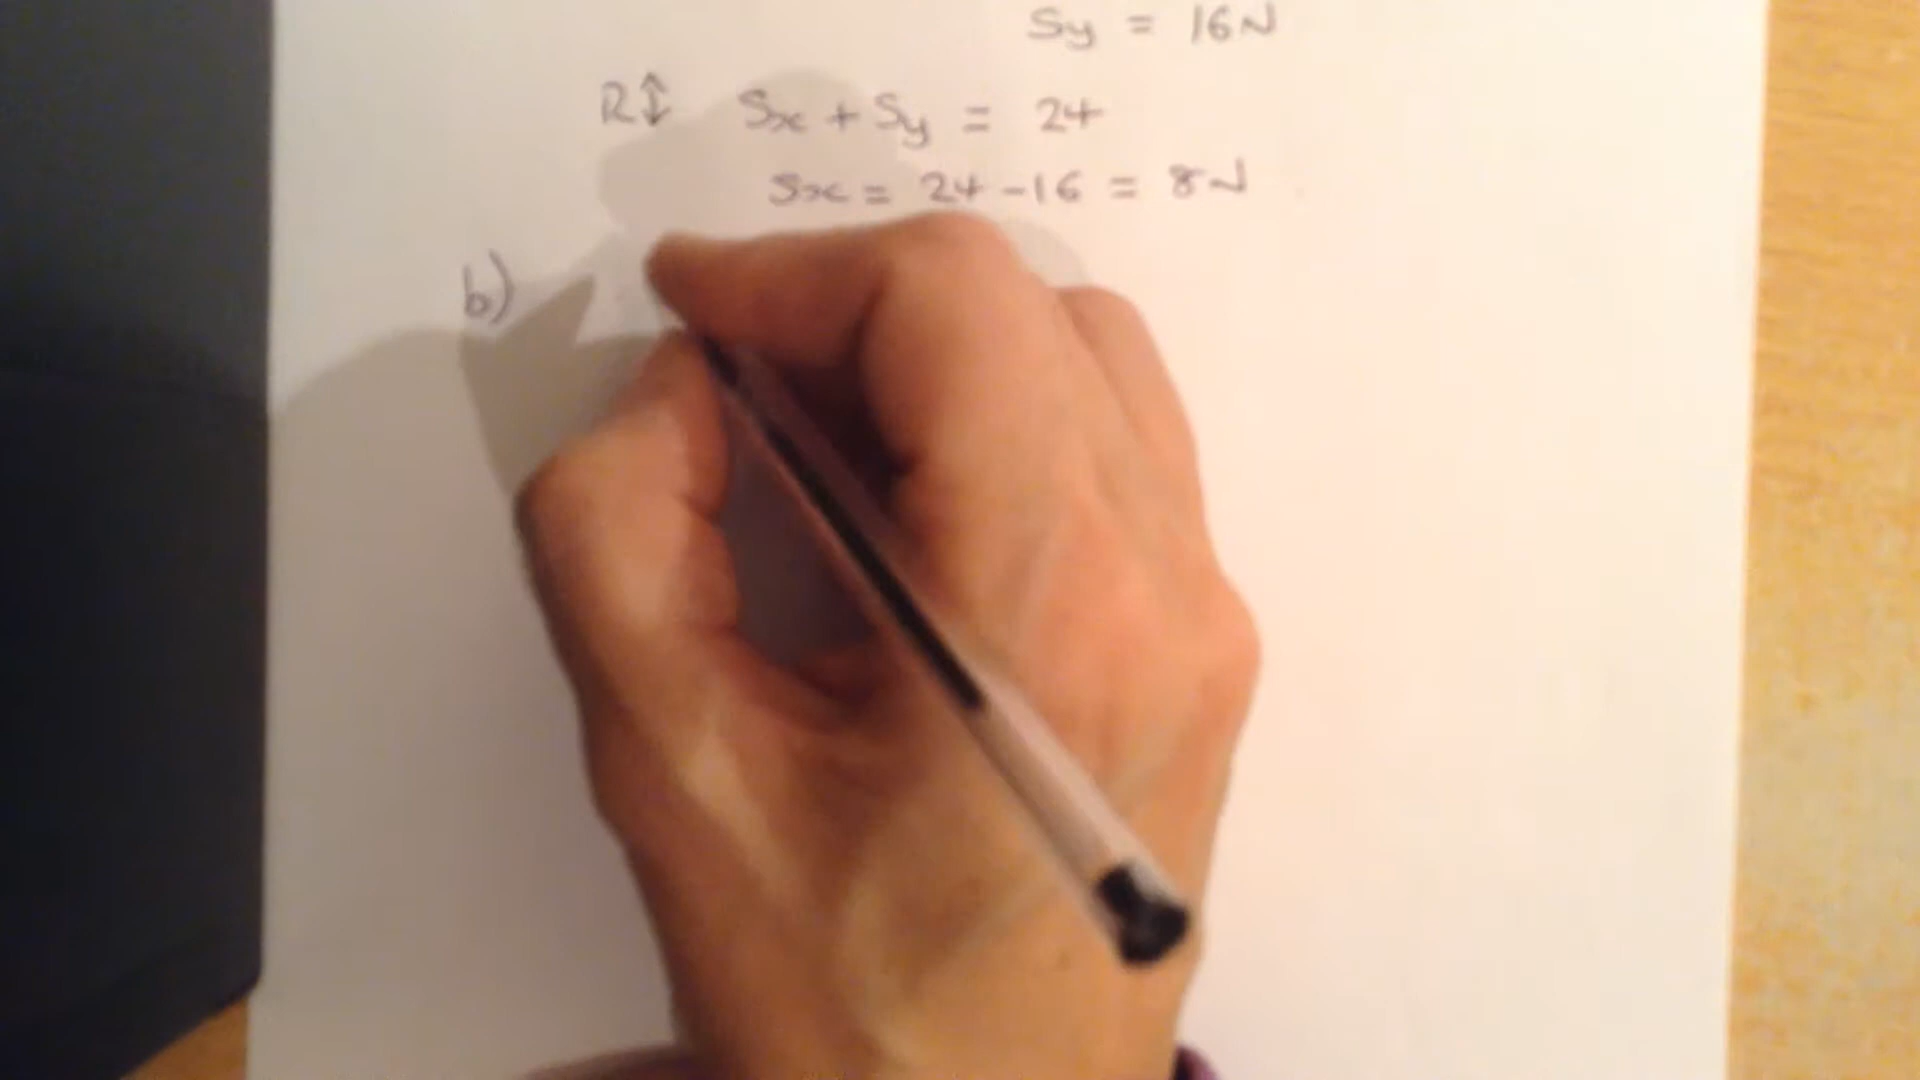 Sy = 16N
R↕ Sx + Sy = 24
Sx = 24 - 16 = 8N
b)